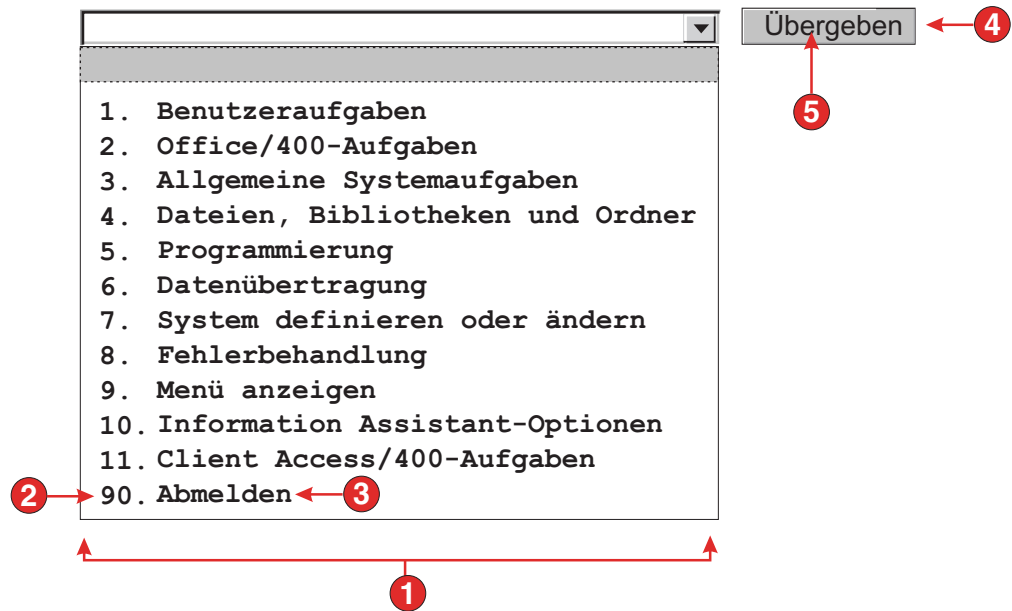 Übergeben
4
5
1. Benutzeraufgaben
2. Office/400-Aufgaben
3. Allgemeine Systemaufgaben
4. Dateien, Bibliotheken und Ordner
5. Programmierung
6. Datenübertragung
7. System definieren oder ändern
8. Fehlerbehandlung
9. Menü anzeigen
10. Information Assistant-Optionen
11. Client Access/400-Aufgaben
2 90. Abmelden 3
1